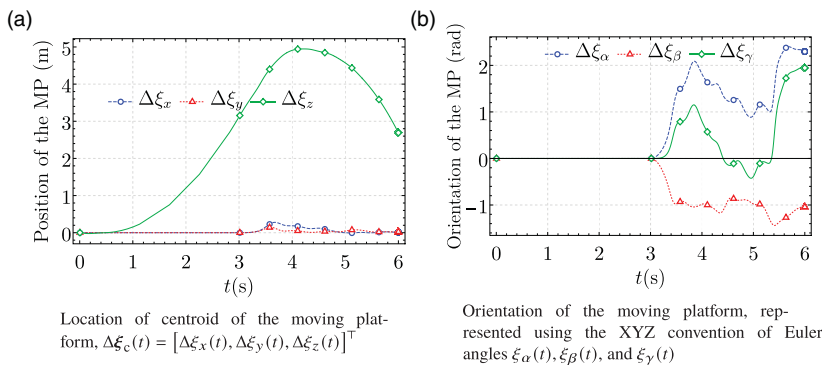 (a)
Position of the MP (m)
5
4
3
2
1
0
Δξx Δξy Δξz
0 1 2 3 4 5 6
t(s)
Location of centroid of the moving plat-
form, Δξc(t) = [Δξx(t), Δξy(t), Δξz(t)]⊤
(b)
Orientation of the MP (rad)
2
1
0
−1
Δξα Δξβ Δξγ
0 1 2 3 4 5 6
t(s)
Orientation of the moving platform, rep-
resented using the XYZ convention of Euler
angles ξα(t), ξβ(t), and ξγ(t)